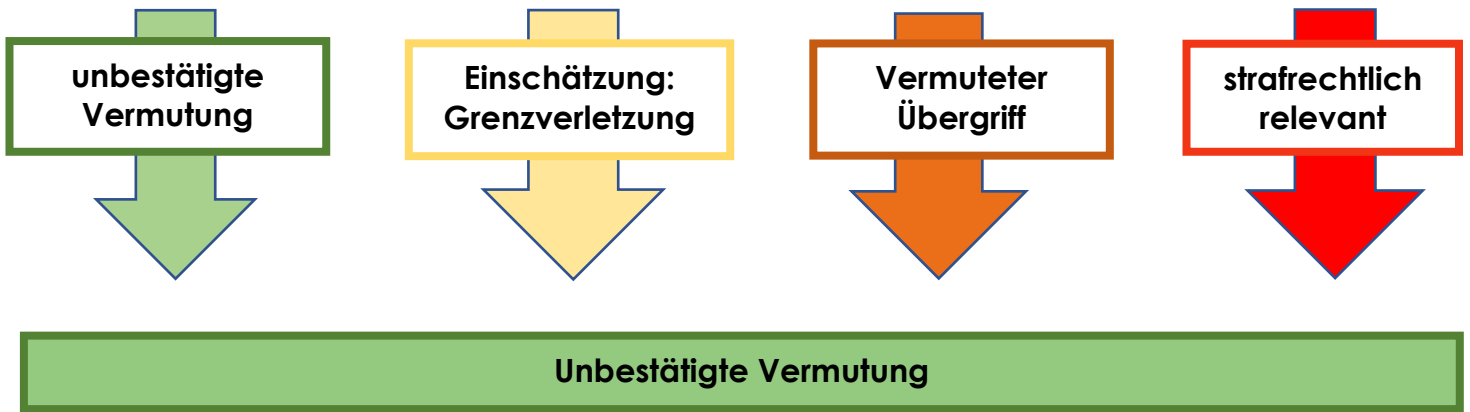 unbestätigte
Vermutung
Einschätzung:
Grenzverletzung
Vermuteter
Übergriff
strafrechtlich
relevant
Unbestätigte Vermutung